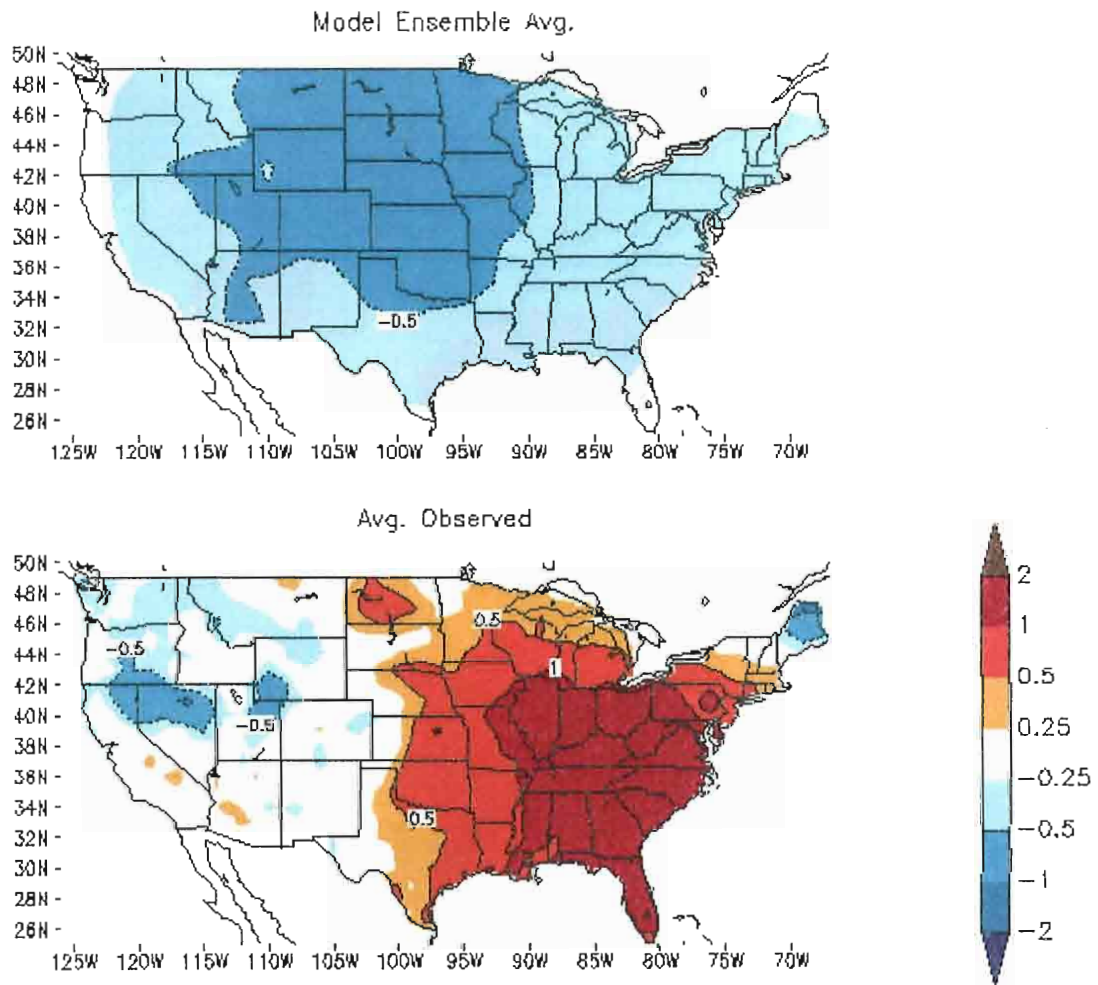 Model Ensemble Avg.
50N
48N
46N
44N
42N
40N
38N
36N
34N
32N
30N
28N
26N
-0.5
125W 120W 115W 110W 105W 100W 95W 90W 85W 80W 75W 70W
Avg. Observed
50N
48N
46N
44N
42N
40N
38N
36N
34N
32N
30N
28N
26N
0.5
-0.5
1
-0.5
0.5
125W 120W 115W 110W 105W 100W 95W 90W 85W 80W 75W 70W
2
1
0.5
0.25
-0.25
-0.5
-1
-2